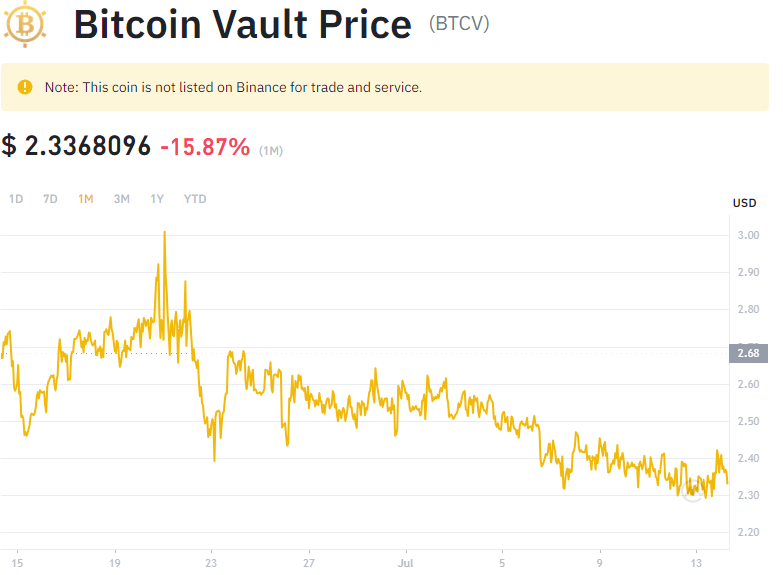 Bitcoin Vault Price (BTCV)
Note: This coin is not listed on Binance for trade and service.
$ 2.3368096 -15.87% (1M)
1D 7D 1M 3M 1Y YTD
USD
3.00
2.90
2.80
2.68
2.60
2.50
2.40
2.30
2.20
15 19 23 27 Jul 5 9 13